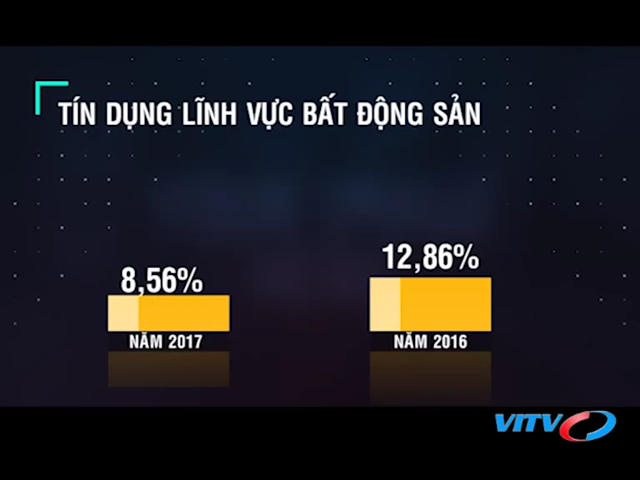 TÍN DỤNG LĨNH VỰC BẤT ĐỘNG SẢN
8,56%
NĂM 2017
12,86%
NĂM 2016
VITV